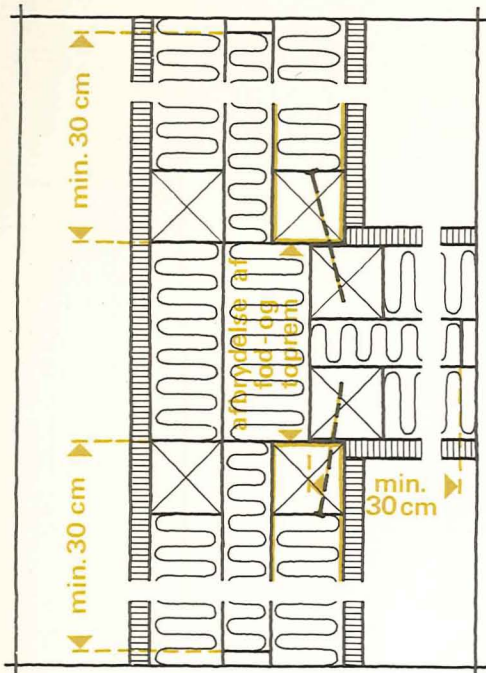 min. 30 cm
afbrydelse af
fod- og
toprem
min. 30 cm
min.
30 cm